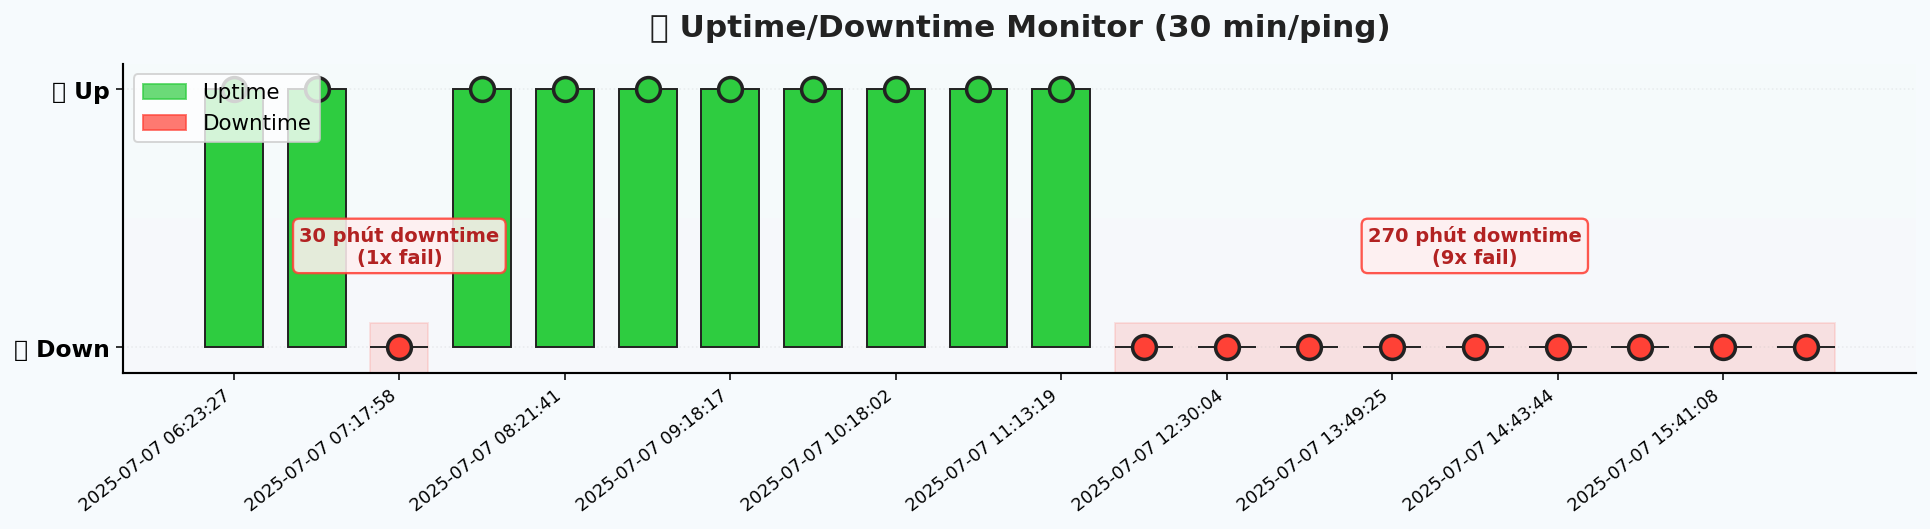 Uptime/Downtime Monitor (30 min/ping)
Up
Uptime
Downtime
30 phút downtime
(1x fail)
270 phút downtime
(9x fail)
Down
2025-07-07 06:23:27
2025-07-07 07:17:58
2025-07-07 08:21:41
2025-07-07 09:18:17
2025-07-07 10:18:02
2025-07-07 11:13:19
2025-07-07 12:30:04
2025-07-07 13:49:25
2025-07-07 14:43:44
2025-07-07 15:41:08